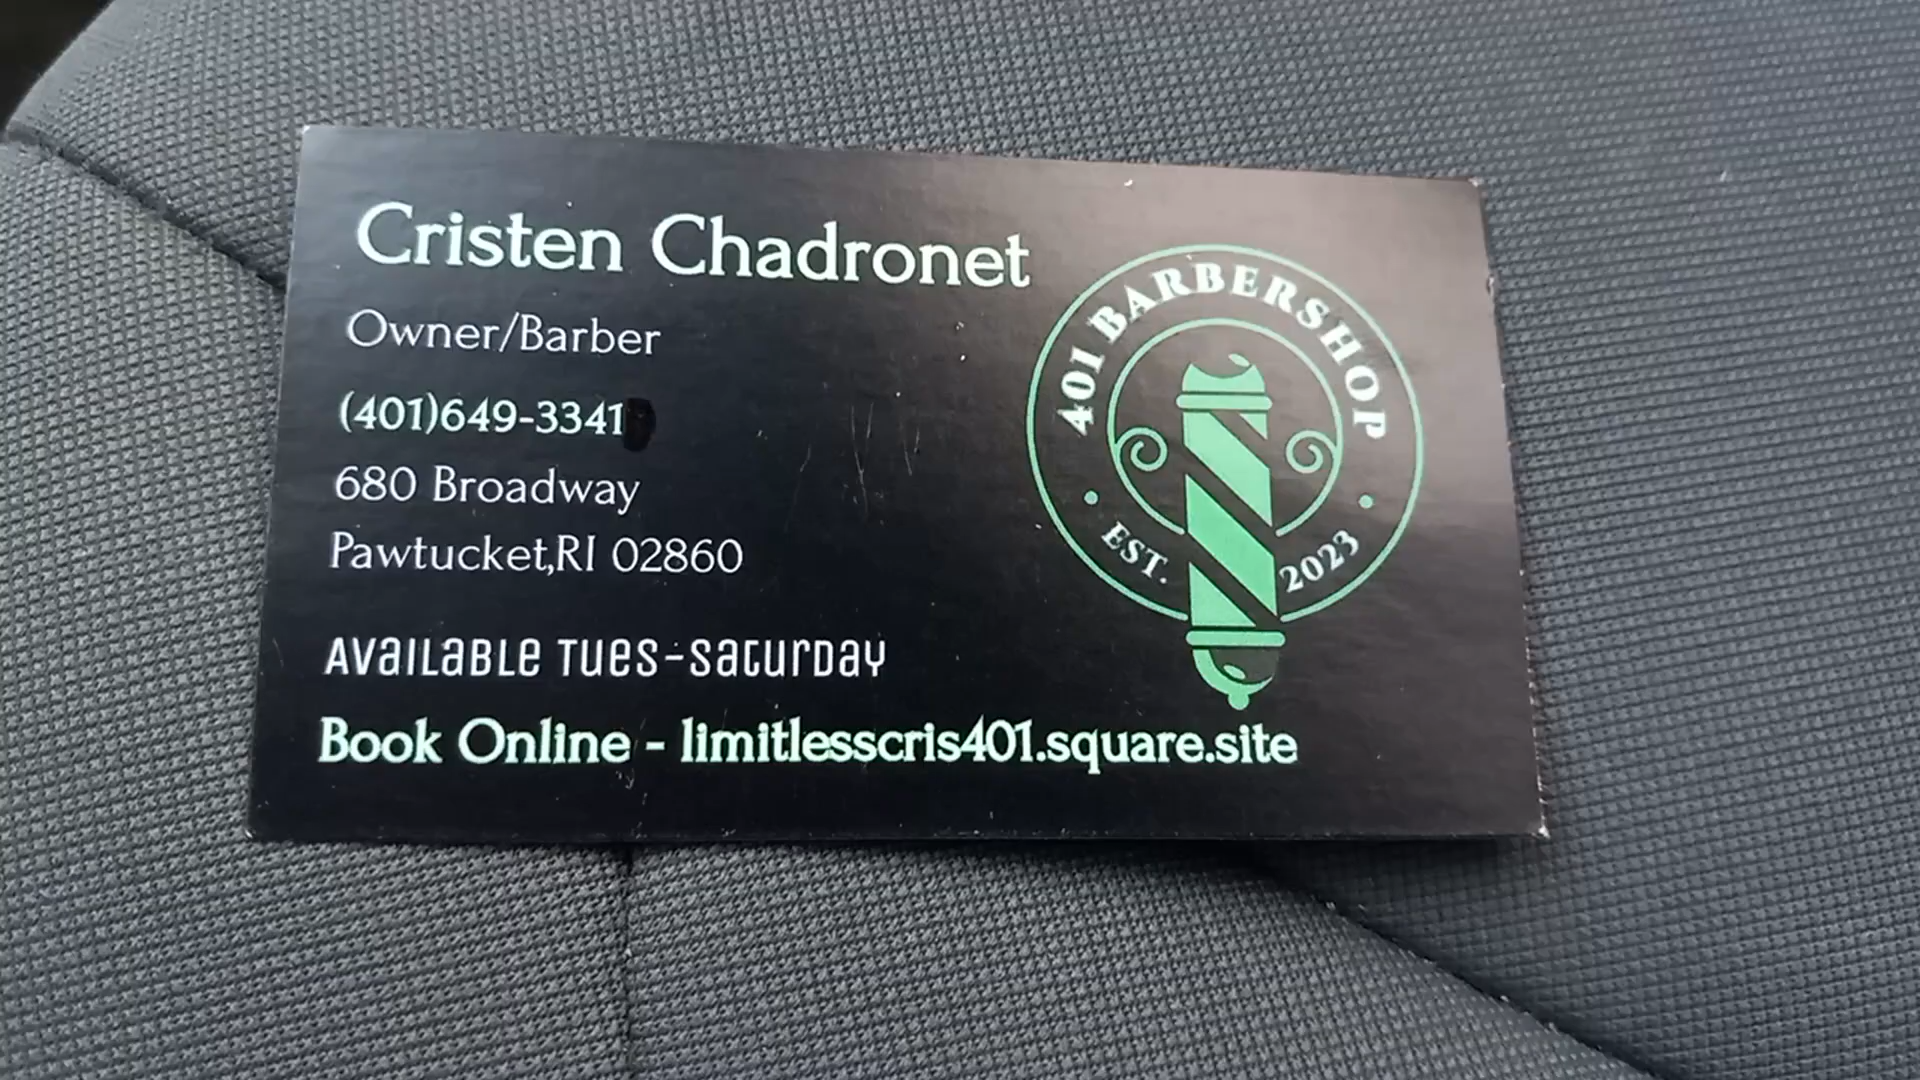 Cristen Chadronet
Owner/Barber
(401)649-3341
680 Broadway
Pawtucket,RI 02860
AVAILABLE TUES-SATURDAY
Book Online - limitlesscris401.square.site
401 BARBERSHOP
EST. 2023